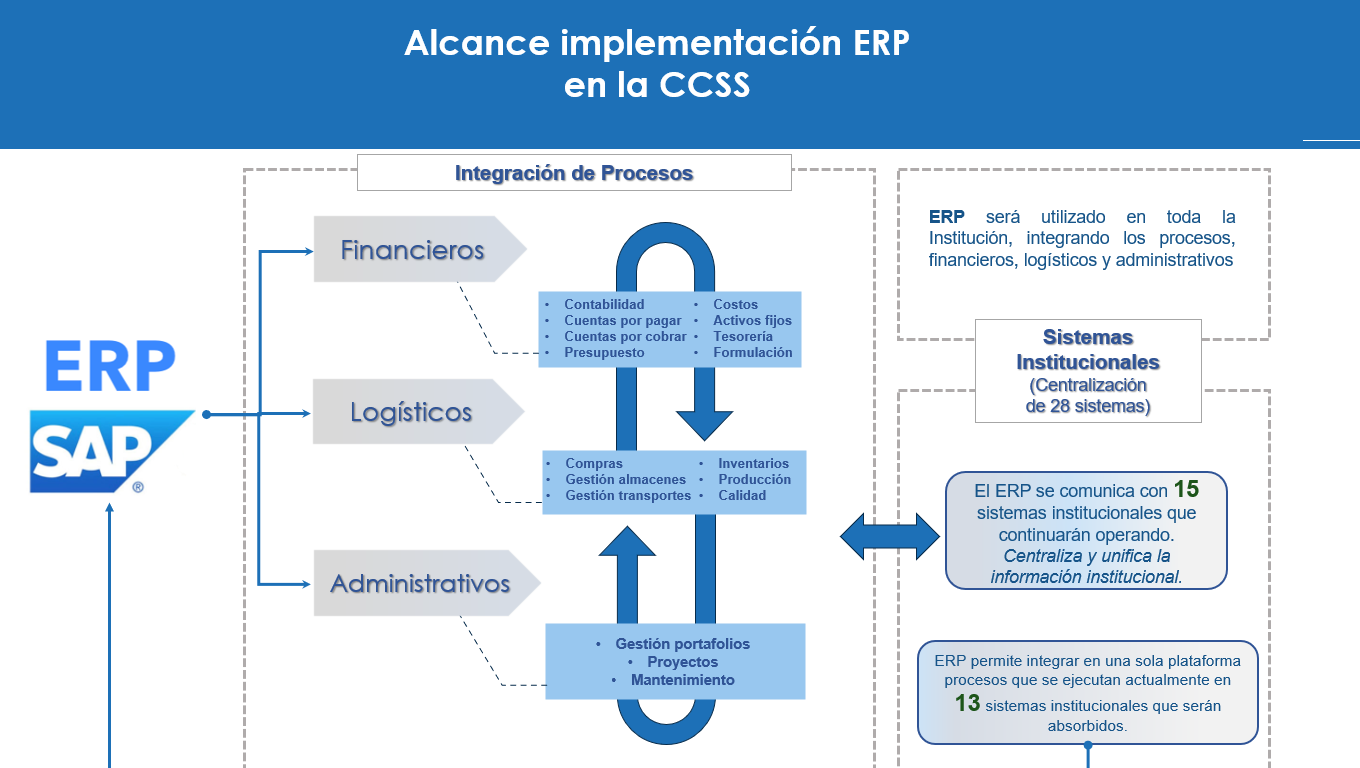 Alcance implementación ERP
en la CCSS
Integración de Procesos
Financieros
• Contabilidad
• Cuentas por pagar
• Cuentas por cobrar
• Presupuesto
• Costos
• Activos fijos
• Tesorería
• Formulación
ERP
SAP
®
Logísticos
• Compras
• Gestión almacenes
• Gestión transportes
• Inventarios
• Producción
• Calidad
Administrativos
• Gestión portafolios
• Proyectos
• Mantenimiento
ERP será utilizado en toda la
Institución, integrando los procesos,
financieros, logísticos y administrativos
Sistemas
Institucionales
(Centralización
de 28 sistemas)
El ERP se comunica con 15
sistemas institucionales que
continuarán operando.
Centraliza y unifica la
información institucional.
ERP permite integrar en una sola plataforma
procesos que se ejecutan actualmente en
13 sistemas institucionales que serán
absorbidos.